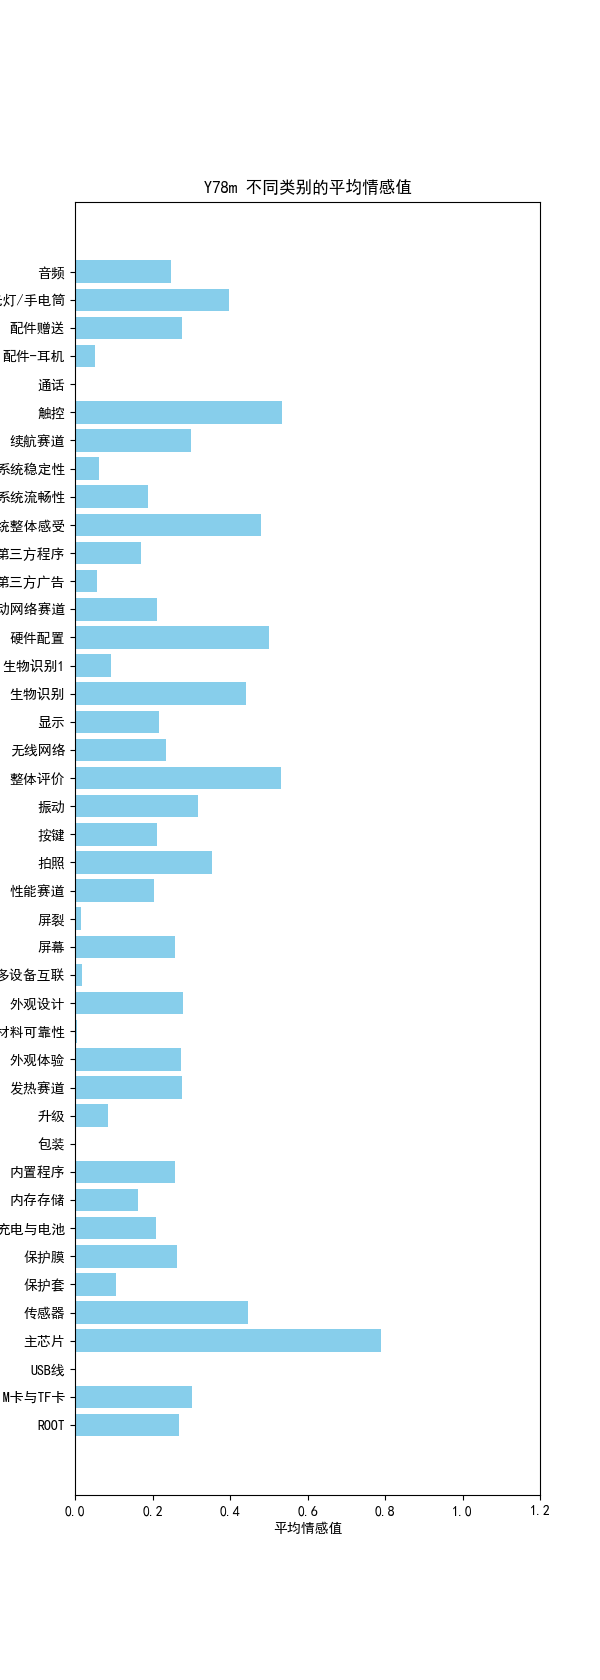 Y78m 不同类别的平均情感值
音频
光灯/手电筒
配件赠送
配件-耳机
通话
触控
续航赛道
系统稳定性
系统流畅性
统整体感受
第三方程序
第三方广告
动网络赛道
硬件配置
生物识别1
生物识别
显示
无线网络
整体评价
振动
按键
拍照
性能赛道
屏裂
屏幕
多设备互联
外观设计
材料可靠性
外观体验
发热赛道
升级
包装
内置程序
内存存储
充电与电池
保护膜
保护套
传感器
主芯片
USB线
M卡与TF卡
ROOT
0.0 0.2 0.4 0.6 0.8 1.0 1.2
平均情感值